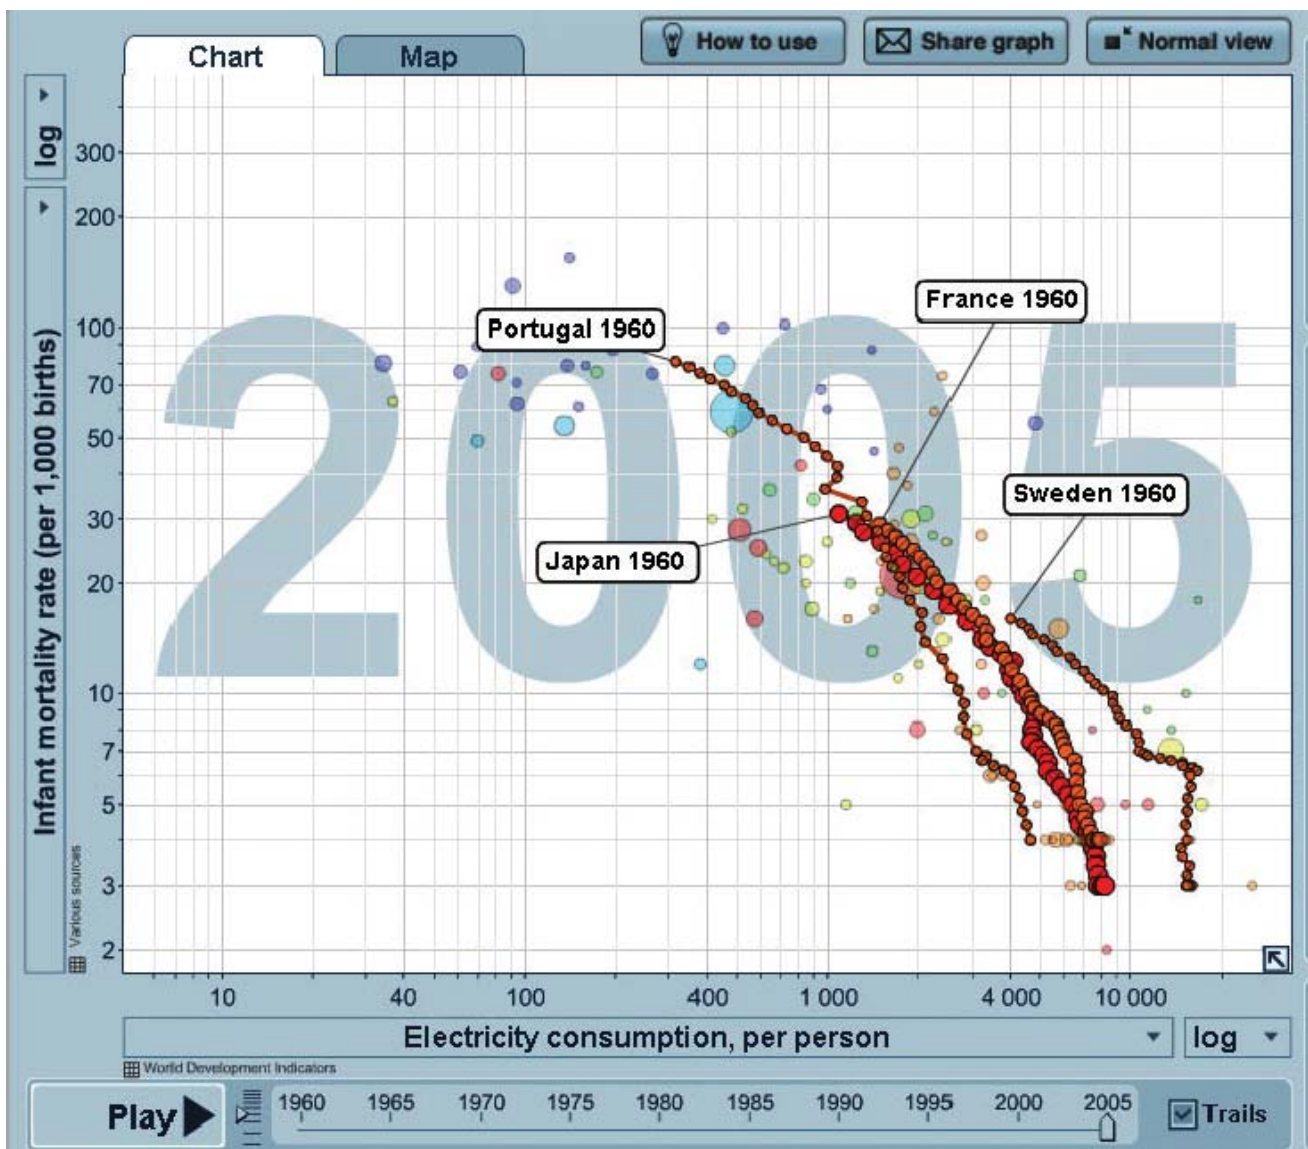 How to use
Share graph
Normal view
Chart
Map
log
Infant mortality rate (per 1,000 births)
Various sources
300
200
100
70
50
30
20
10
7
5
3
2
2005
France 1960
Portugal 1960
Sweden 1960
Japan 1960
10 40 100 400 1 000 4 000 10 000
Electricity consumption, per person
log
World Development Indicators
Play
1960 1965 1970 1975 1980 1985 1990 1995 2000 2005
Trails